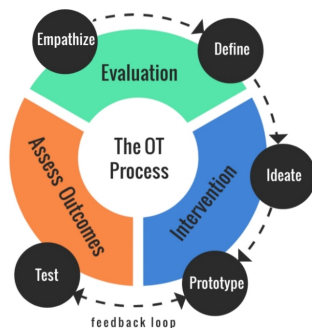 Empathize
Define
Evaluation
The OT
Process
Ideate
Intervention
Assess Outcomes
Test
Prototype
feedback loop